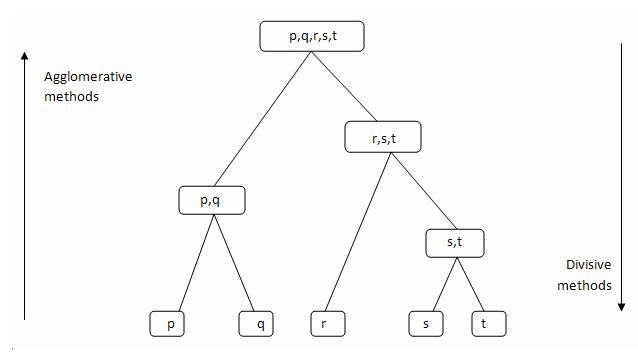 p,q,r,s,t
Agglomerative
methods
r,s,t
p,q
s,t
Divisive
methods
p
q
r
s
t